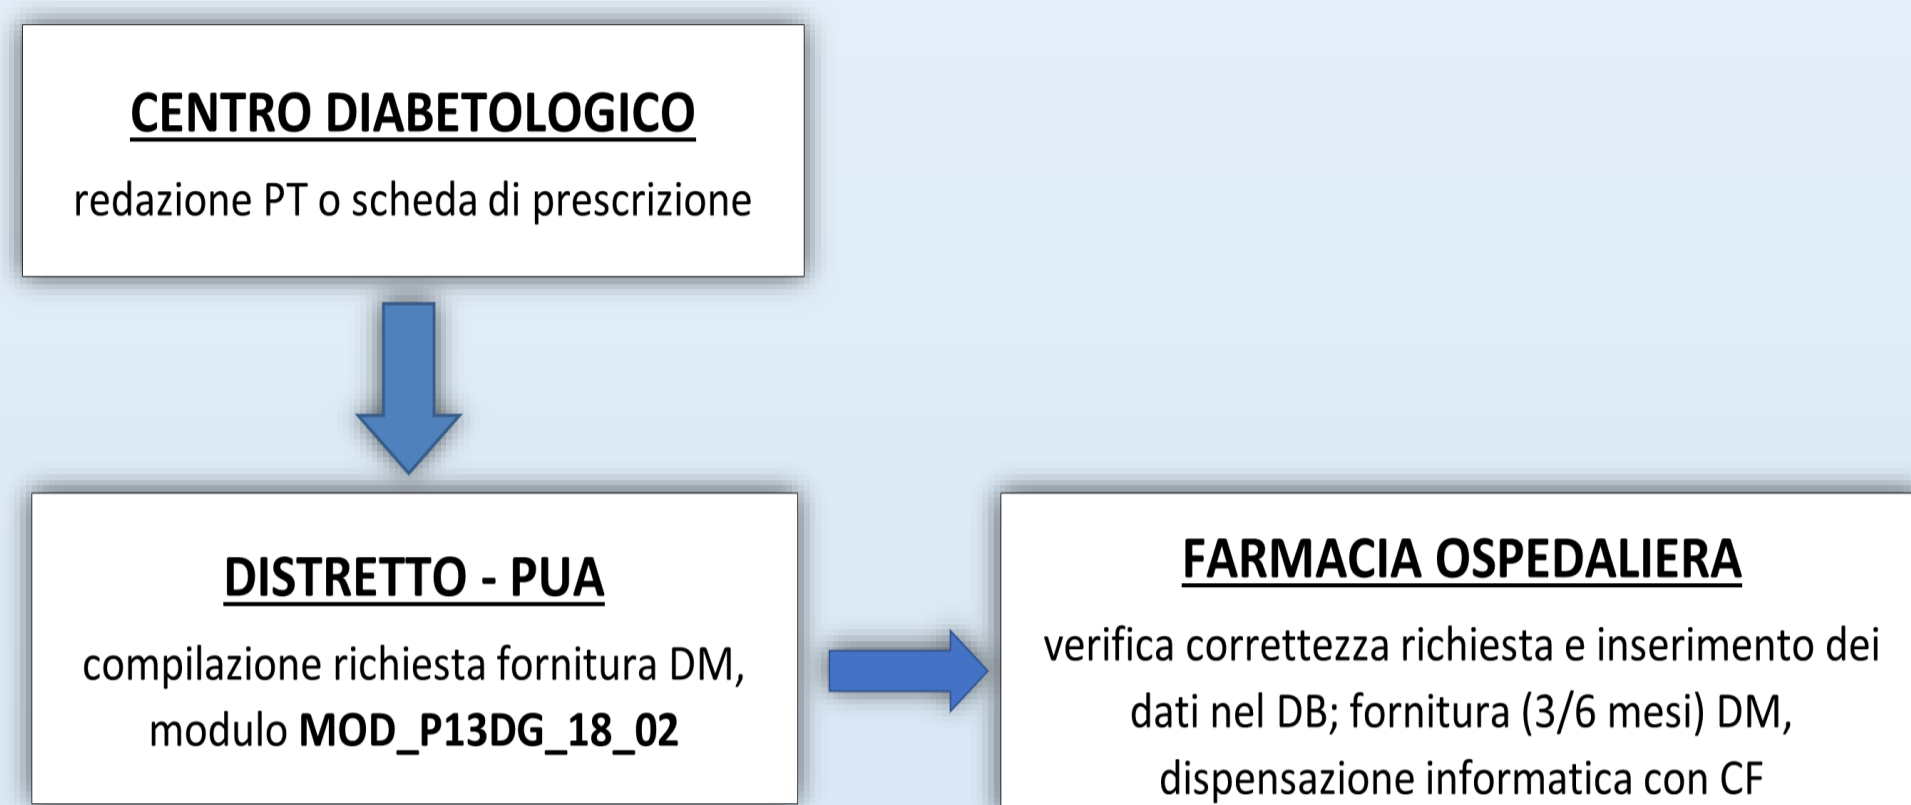 CENTRO DIABETOLOGICO
redazione PT o scheda di prescrizione
DISTRETTO - PUA
compilazione richiesta fornitura DM,
modulo MOD_P13DG_18_02
FARMACIA OSPEDALIERA
verifica correttezza richiesta e inserimento dei
dati nel DB; fornitura (3/6 mesi) DM,
dispensazione informatica con CF